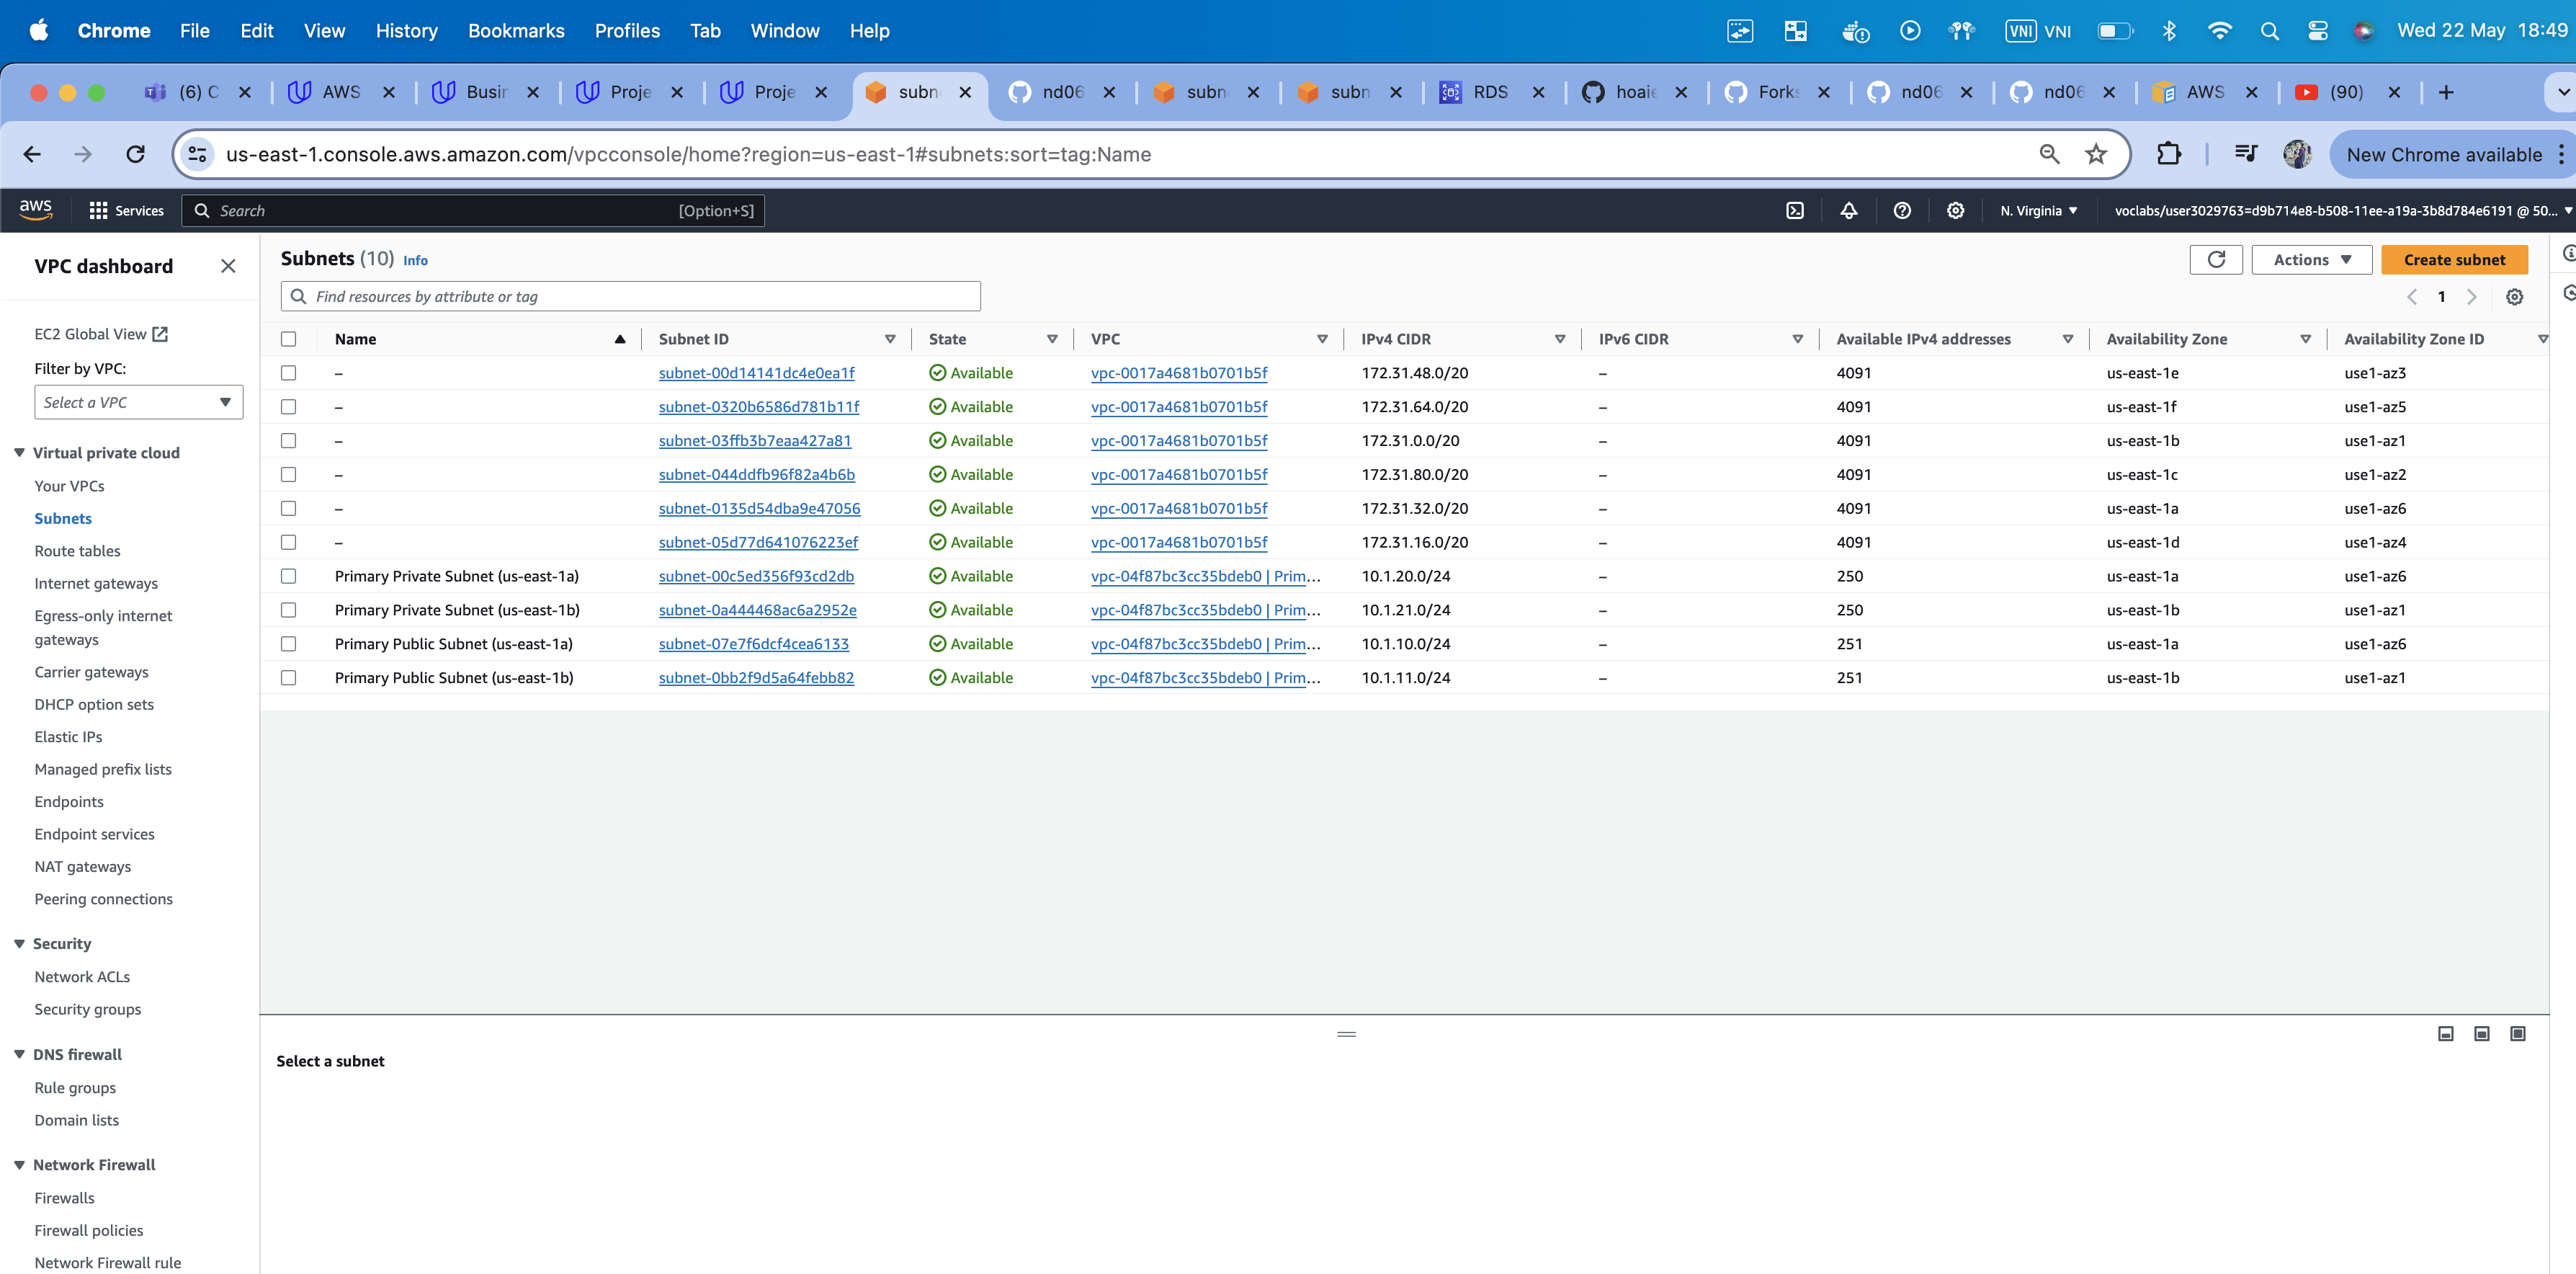 Chrome File Edit View History Bookmarks Profiles Tab Window Help VNI VNI Wed 22 May 18:49
(6) C AWS Busin Proje Proje subn nd06 subn subn RDS hoaie Forks nd06 nd06 AWS (90)
us-east-1.console.aws.amazon.com/vpcconsole/home?region=us-east-1#subnets:sort=tag:Name New Chrome available
aws Services Search [Option+S] N. Virginia voclabs/user3029763=d9b714e8-b508-11ee-a19a-3b8d784e6191 @ 50...
VPC dashboard
EC2 Global View
Filter by VPC:
Select a VPC
Virtual private cloud
Your VPCs
Subnets
Route tables
Internet gateways
Egress-only internet
gateways
Carrier gateways
DHCP option sets
Elastic IPs
Managed prefix lists
Endpoints
Endpoint services
NAT gateways
Peering connections
Security
Network ACLs
Security groups
DNS firewall
Rule groups
Domain lists
Network Firewall
Firewalls
Firewall policies
Network Firewall rule
Subnets (10) Info Actions Create subnet
Find resources by attribute or tag 1
Name Subnet ID State VPC IPv4 CIDR IPv6 CIDR Available IPv4 addresses Availability Zone Availability Zone ID
– subnet-00d14141dc4e0ea1f Available vpc-0017a4681b0701b5f 172.31.48.0/20 – 4091 us-east-1e use1-az3
– subnet-0320b6586d781b11f Available vpc-0017a4681b0701b5f 172.31.64.0/20 – 4091 us-east-1f use1-az5
– subnet-03ffb3b7eaa427a81 Available vpc-0017a4681b0701b5f 172.31.0.0/20 – 4091 us-east-1b use1-az1
– subnet-044ddfb96f82a4b6b Available vpc-0017a4681b0701b5f 172.31.80.0/20 – 4091 us-east-1c use1-az2
– subnet-0135d54dba9e47056 Available vpc-0017a4681b0701b5f 172.31.32.0/20 – 4091 us-east-1a use1-az6
– subnet-05d77d641076223ef Available vpc-0017a4681b0701b5f 172.31.16.0/20 – 4091 us-east-1d use1-az4
Primary Private Subnet (us-east-1a) subnet-00c5ed356f93cd2db Available vpc-04f87bc3cc35bdeb0 | Prim... 10.1.20.0/24 – 250 us-east-1a use1-az6
Primary Private Subnet (us-east-1b) subnet-0a444468ac6a2952e Available vpc-04f87bc3cc35bdeb0 | Prim... 10.1.21.0/24 – 250 us-east-1b use1-az1
Primary Public Subnet (us-east-1a) subnet-07e7f6dcf4cea6133 Available vpc-04f87bc3cc35bdeb0 | Prim... 10.1.10.0/24 – 251 us-east-1a use1-az6
Primary Public Subnet (us-east-1b) subnet-0bb2f9d5a64febb82 Available vpc-04f87bc3cc35bdeb0 | Prim... 10.1.11.0/24 – 251 us-east-1b use1-az1
Select a subnet